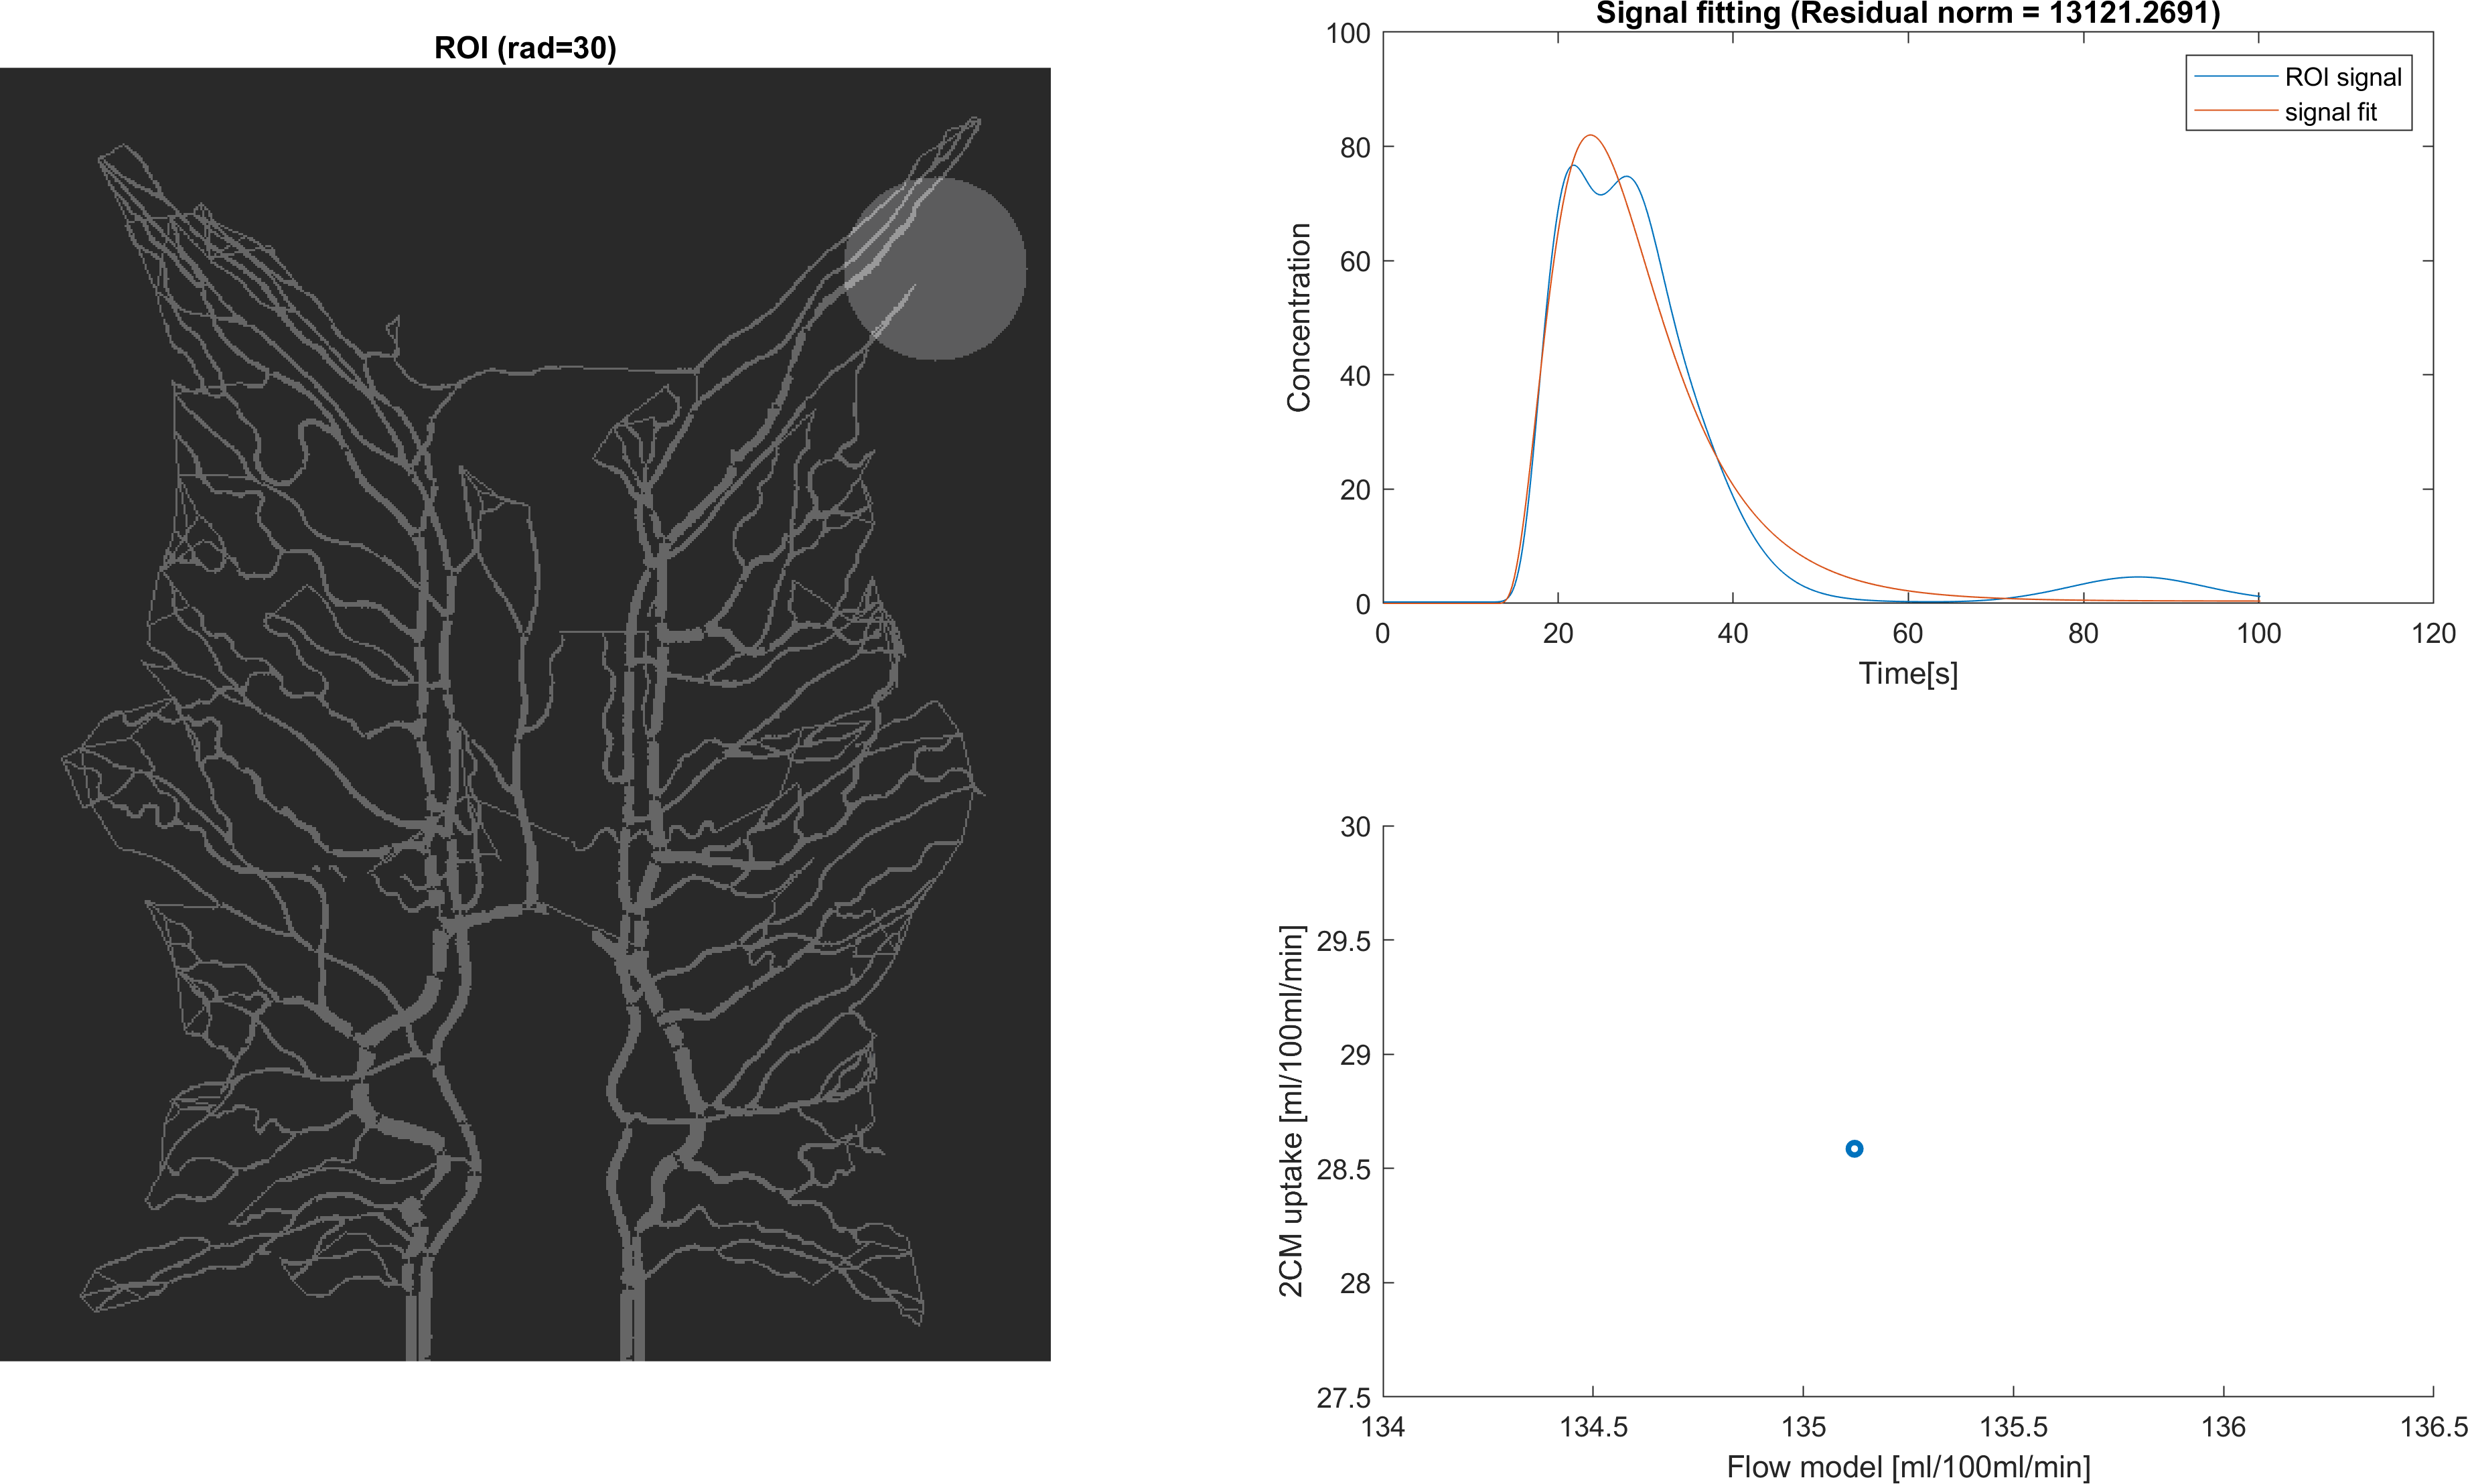 ROI (rad=30)
Signal fitting (Residual norm = 13121.2691)
100
80
60
40
20
0
Concentration
ROI signal
signal fit
0 20 40 60 80 100 120
Time[s]
30
29.5
29
28.5
28
27.5
2CM uptake [ml/100ml/min]
134 134.5 135 135.5 136 136.5
Flow model [ml/100ml/min]